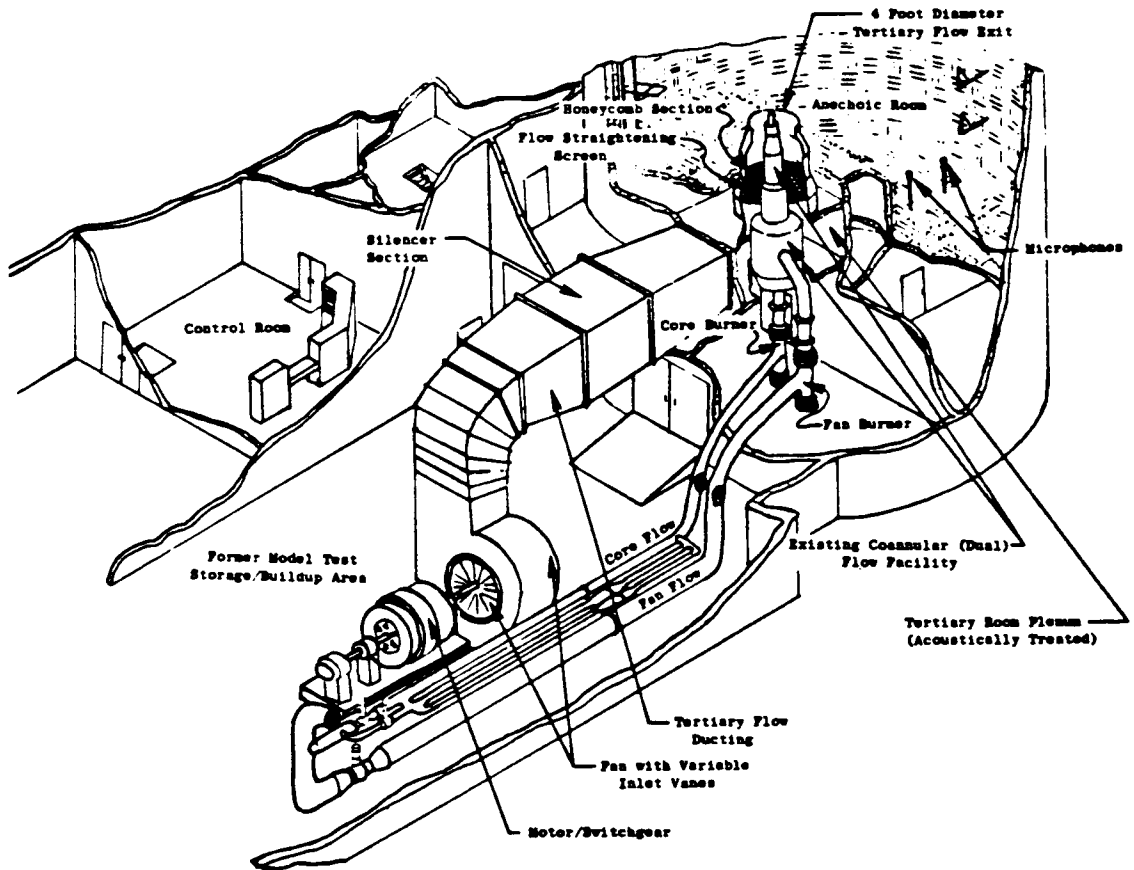 4 Foot Diameter
Tertiary Flow Exit
Honeycomb Section
Anechoic Room
Flow Straightening
Screen
Silencer
Section
Microphones
Control Room
Core Burner
Fan Burner
Former Model Test
Storage/Buildup Area
Core Flow
Fan Flow
Existing Coannular (Dual)
Flow Facility
Tertiary Room Plenum
(Acoustically Treated)
Tertiary Flow
Ducting
Fan with Variable
Inlet Vanes
Motor/Switchgear